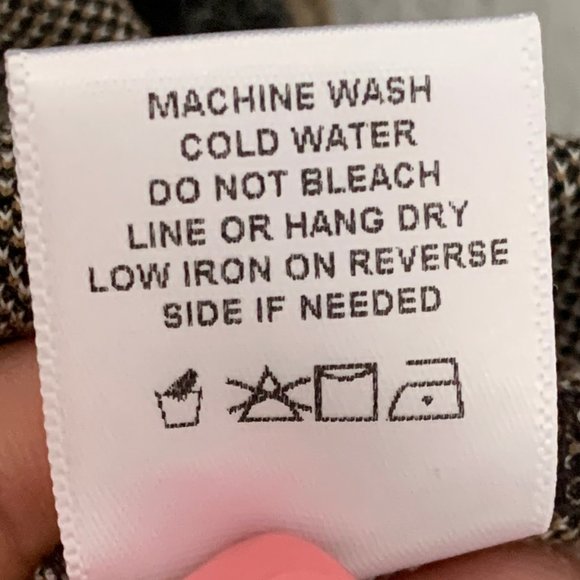 MACHINE WASH
COLD WATER
DO NOT BLEACH
LINE OR HANG DRY
LOW IRON ON REVERSE
SIDE IF NEEDED